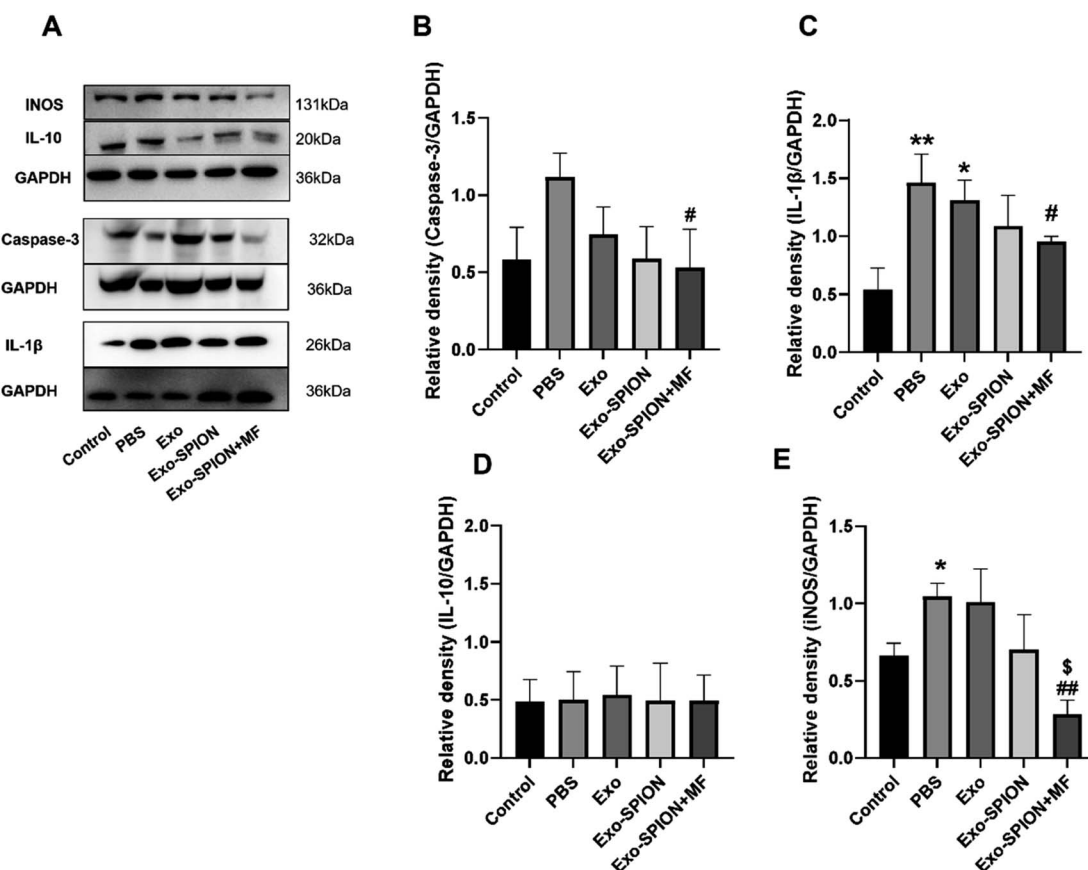 A
INOS
131kDa
IL-10
20kDa
GAPDH
36kDa
Caspase-3
32kDa
GAPDH
36kDa
IL-1β
26kDa
GAPDH
36kDa
Control
PBS
Exo
Exo-SPION
Exo-SPION+MF
B
Relative density (Caspase-3/GAPDH)
1.5
1.0
0.5
0.0
#
Control
PBS
Exo
Exo-SPION
Exo-SPION+MF
C
Relative density (IL-1β/GAPDH)
2.0
1.5
1.0
0.5
0.0
**
*
#
Control
PBS
Exo
Exo-SPION
Exo-SPION+MF
D
Relative density (IL-10/GAPDH)
2.0
1.5
1.0
0.5
0.0
Control
PBS
Exo
Exo-SPION
Exo-SPION+MF
E
Relative density (iNOS/GAPDH)
1.5
1.0
0.5
0.0
*
$
##
Control
PBS
Exo
Exo-SPION
Exo-SPION+MF